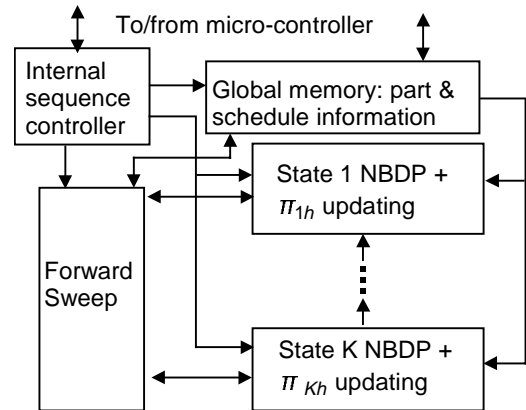 To/from micro-controller
Internal
sequence
controller
Global memory: part &
schedule information
State 1 NBDP +
π1h updating
Forward
Sweep
State K NBDP +
π Kh updating